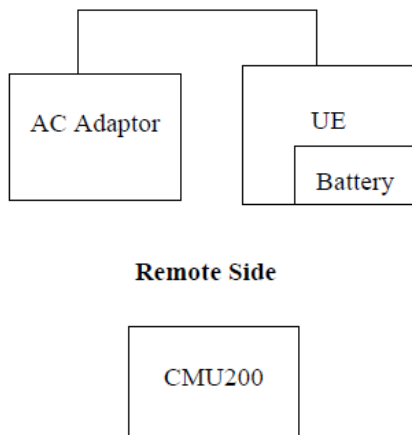 AC Adaptor
UE
Battery
Remote Side
CMU200